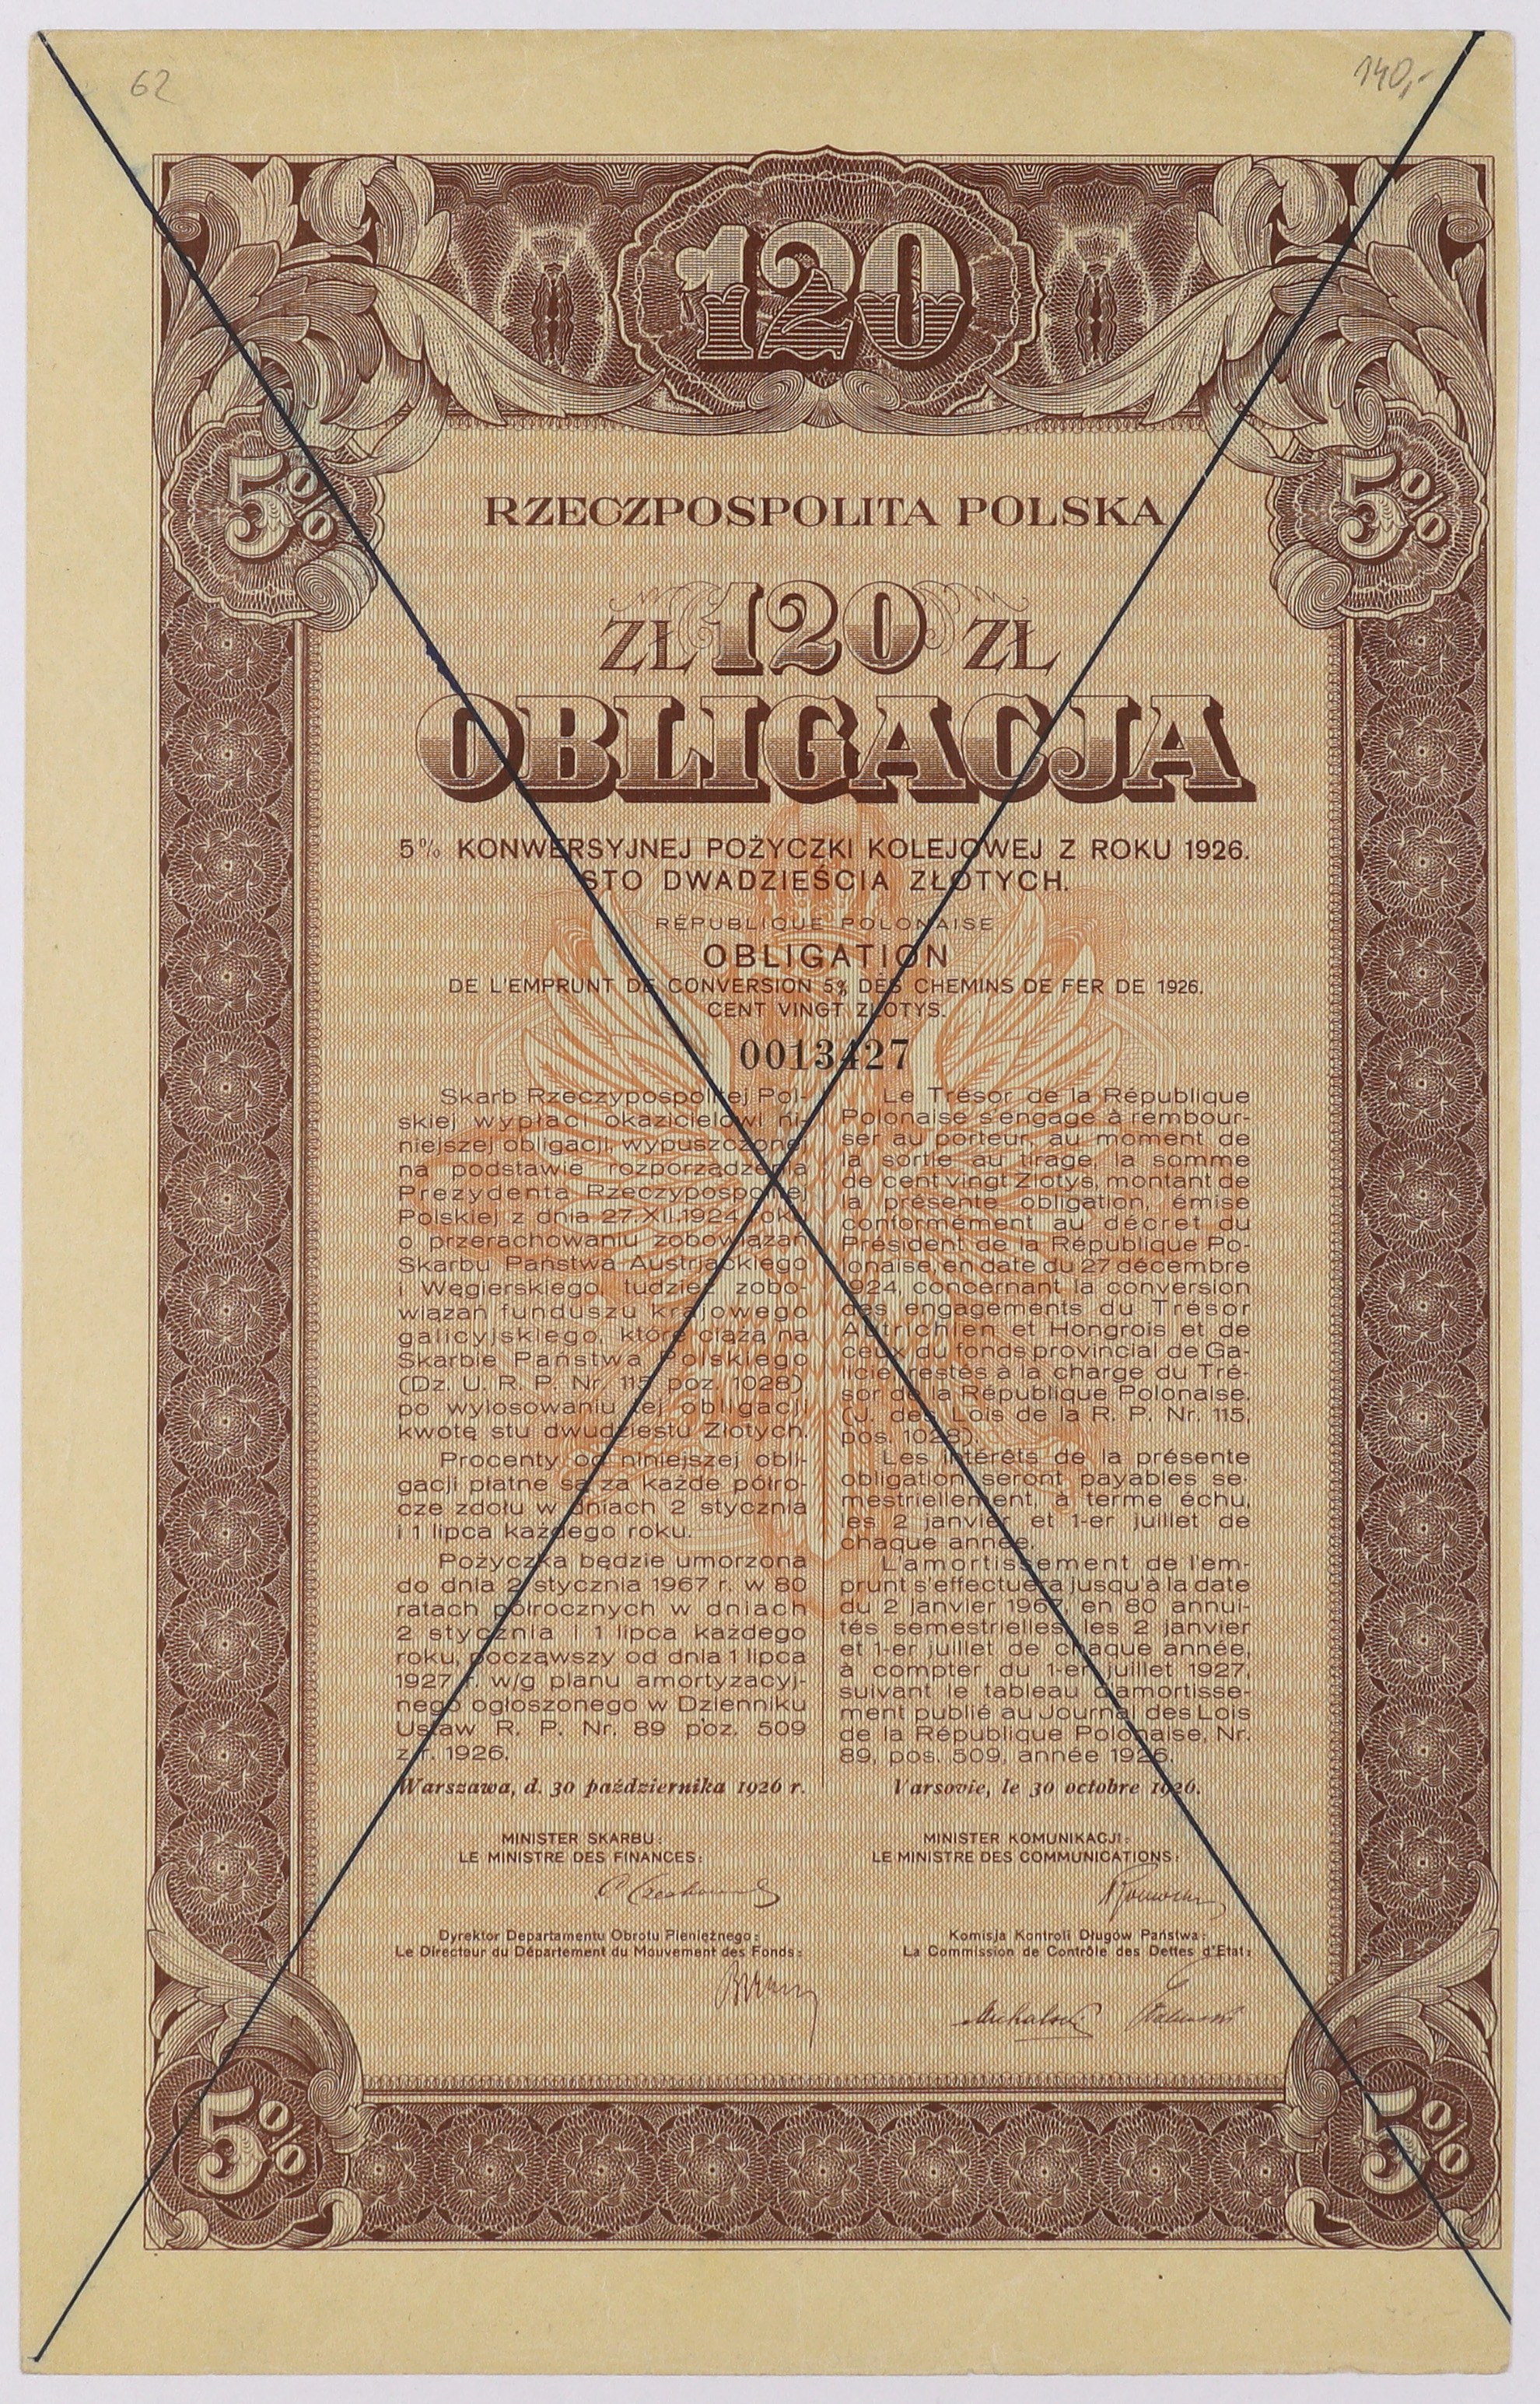 62
140,-
120
5%
5%
RZECZPOSPOLITA POLSKA
ZŁ 120 ZŁ
OBLIGACJA
5% KONWERSYJNEJ POŻYCZKI KOLEJOWEJ Z ROKU 1926.
STO DWADZIEŚCIA ZŁOTYCH.
RÉPUBLIQUE POLONAISE
OBLIGATION
DE L'EMPRUNT DE CONVERSION 5% DES CHEMINS DE FER DE 1926.
CENT VINGT ZLOTYS.
0013427
Skarb Rzeczypospolitej Pol-
skiej wypłaci okazicielowi ni-
niejszej obligacji, wypuszczonej
na podstawie rozporządzenia
Prezydenta Rzeczypospolitej
Polskiej z dnia 27.XII.1924 roku
o przerachowaniu zobowiązań
Skarbu Państwa Austrjackiego
i Węgierskiego, tudzież zobo-
wiązań funduszu krajowego
galicyjskiego, które ciążą na
Skarbie Państwa Polskiego
(Dz. U. R. P. Nr. 115 poz. 1028)
po wylosowaniu tej obligacji
kwotę stu dwudziestu Złotych.
Procenty od niniejszej obli-
gacji płatne są za każde półro-
cze zdołu w dniach 2 stycznia
i 1 lipca każdego roku.
Pożyczka będzie umorzona
do dnia 2 stycznia 1967 r. w 80
ratach półrocznych w dniach
2 stycznia i 1 lipca każdego
roku, począwszy od dnia 1 lipca
1927 r. w/g planu amortyzacyj-
nego ogłoszonego w Dzienniku
Ustaw R. P. Nr. 89 poz. 509
z r. 1926.
Warszawa, d. 30 października 1926 r.
Le Trésor de la République
Polonaise s'engage à rembour-
ser au porteur, au moment de
la sortie au tirage, la somme
de cent vingt Zlotys, montant de
la présente obligation, émise
conformément au décret du
Président de la République Po-
lonaise, en date du 27 décembre
1924, concernant la conversion
des engagements du Trésor
Autrichien et Hongrois et de
ceux du fonds provincial de Ga-
licie, restés à la charge du Tré-
sor de la République Polonaise.
(J. des Lois de la R. P. Nr. 115,
pos. 1028).
Les intérêts de la présente
obligation seront payables se-
mestriellement, à terme échu,
les 2 janvier et 1-er juillet de
chaque année.
L'amortissement de l'em-
prunt s'effectuera jusqu'à la date
du 2 janvier 1967, en 80 annui-
tés semestrielles, les 2 janvier
et 1-er juillet de chaque année,
à compter du 1-er juillet 1927,
suivant le tableau d'amortisse-
ment publié au Journal des Lois
de la République Polonaise, Nr.
89, pos. 509, année 1926.
Varsovie, le 30 octobre 1926.
MINISTER SKARBU:
LE MINISTRE DES FINANCES:
MINISTER KOMUNIKACJI:
LE MINISTRE DES COMMUNICATIONS:
Dyrektor Departamentu Obrotu Pieniężnego:
Le Directeur du Département du Mouvement des Fonds:
Komisja Kontroli Długów Państwa:
La Commission de Contrôle des Dettes d'Etat:
5%
5%